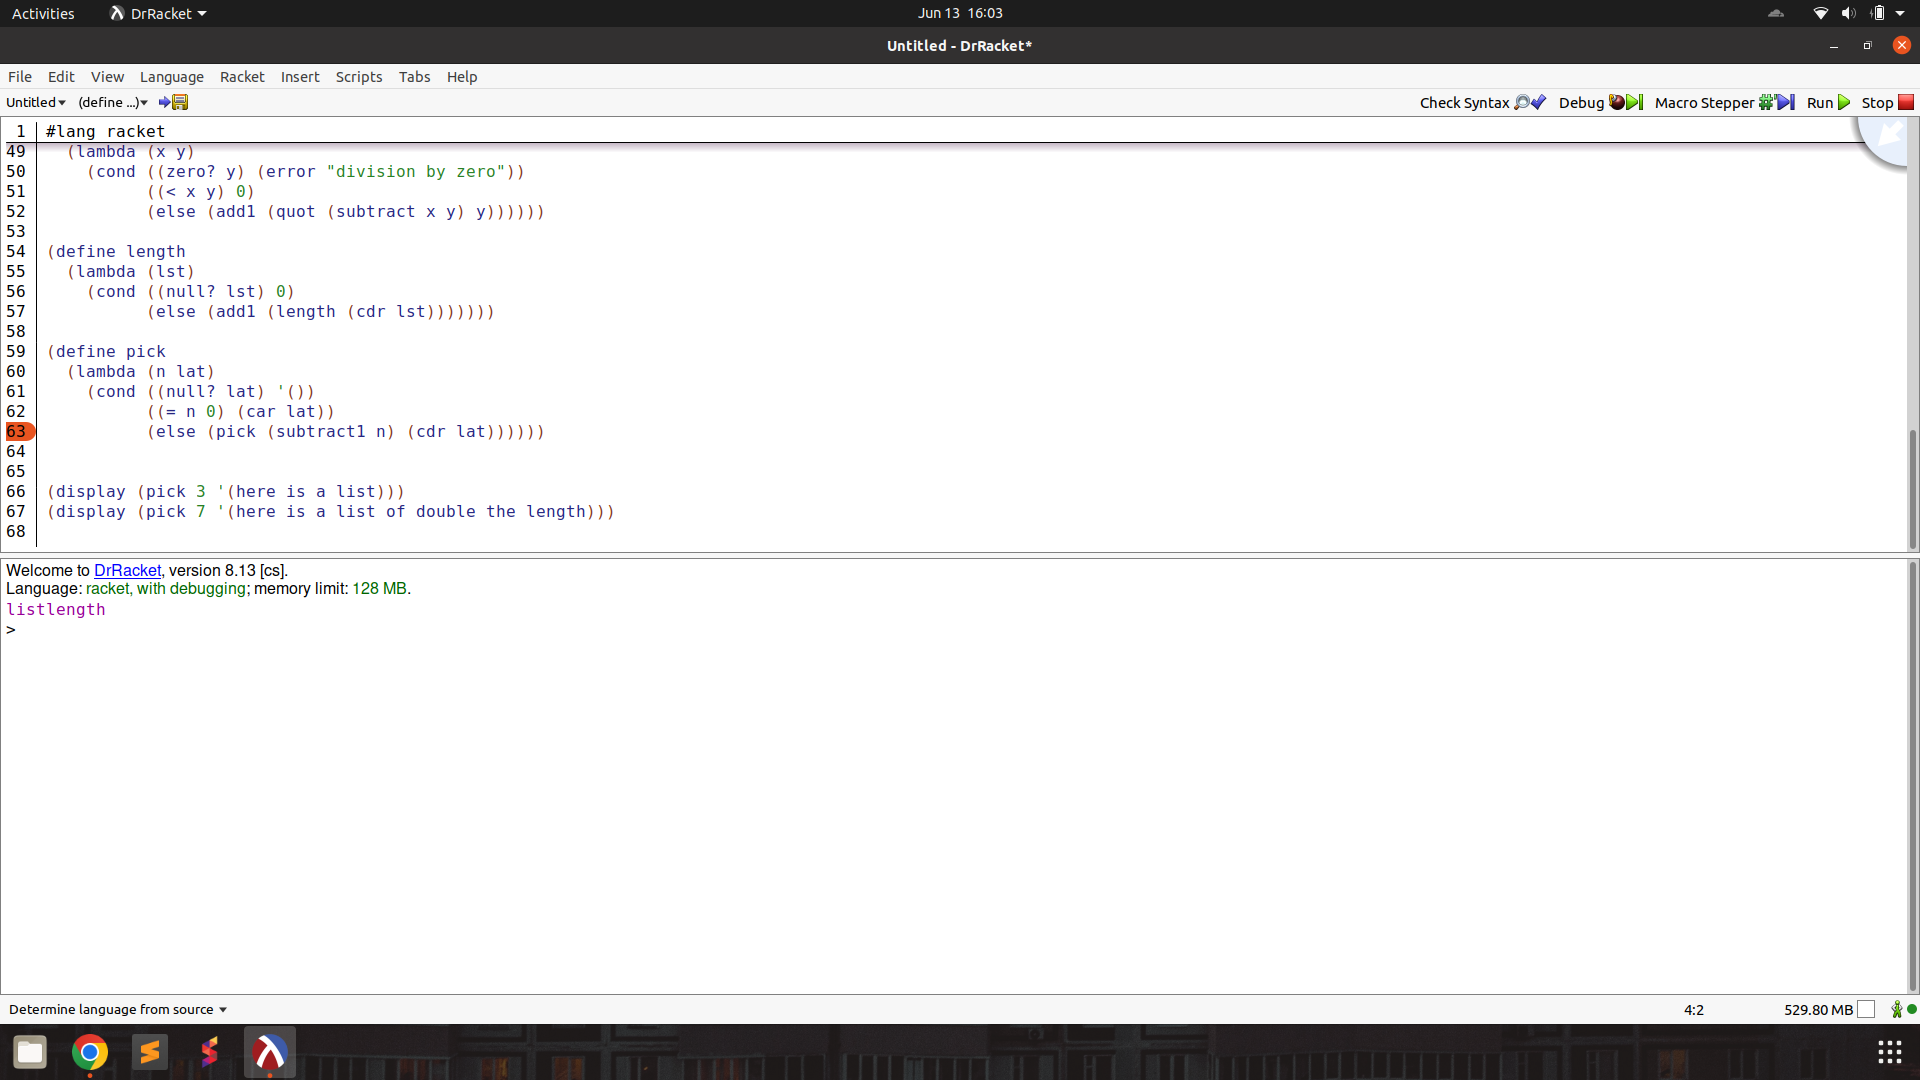 Activities DrRacket Jun 13 16:03
Untitled - DrRacket*
File Edit View Language Racket Insert Scripts Tabs Help
Untitled (define ...) Check Syntax Debug Macro Stepper Run Stop
1 #lang racket
49 (lambda (x y)
50 (cond ((zero? y) (error "division by zero"))
51 ((< x y) 0)
52 (else (add1 (quot (subtract x y) y))))))
53
54 (define length
55 (lambda (lst)
56 (cond ((null? lst) 0)
57 (else (add1 (length (cdr lst)))))))
58
59 (define pick
60 (lambda (n lat)
61 (cond ((null? lat) '())
62 ((= n 0) (car lat))
63 (else (pick (subtract1 n) (cdr lat))))))
64
65
66 (display (pick 3 '(here is a list)))
67 (display (pick 7 '(here is a list of double the length)))
68
Welcome to DrRacket, version 8.13 [cs].
Language: racket, with debugging; memory limit: 128 MB.
listlength
>
Determine language from source 4:2 529.80 MB